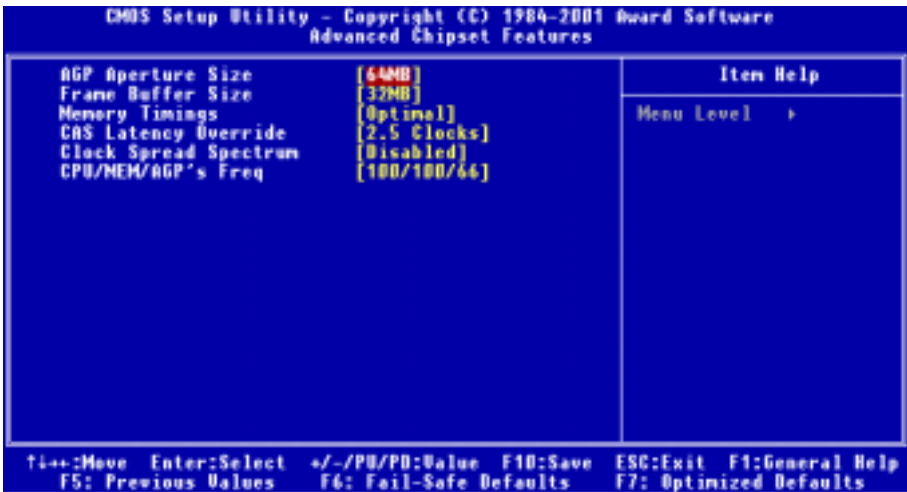 CMOS Setup Utility - Copyright (C) 1984-2001 Award Software
Advanced Chipset Features
AGP Aperture Size [64MB]
Frame Buffer Size [32MB]
Memory Timings [Optimal]
CAS Latency Override [2.5 Clocks]
Clock Spread Spectrum [Disabled]
CPU/MEM/AGP's Freq [100/100/66]
Item Help
Menu Level ▸
↑↓→←:Move Enter:Select +/-/PU/PD:Value F10:Save ESC:Exit F1:General Help
F5: Previous Values F6: Fail-Safe Defaults F7: Optimized Defaults